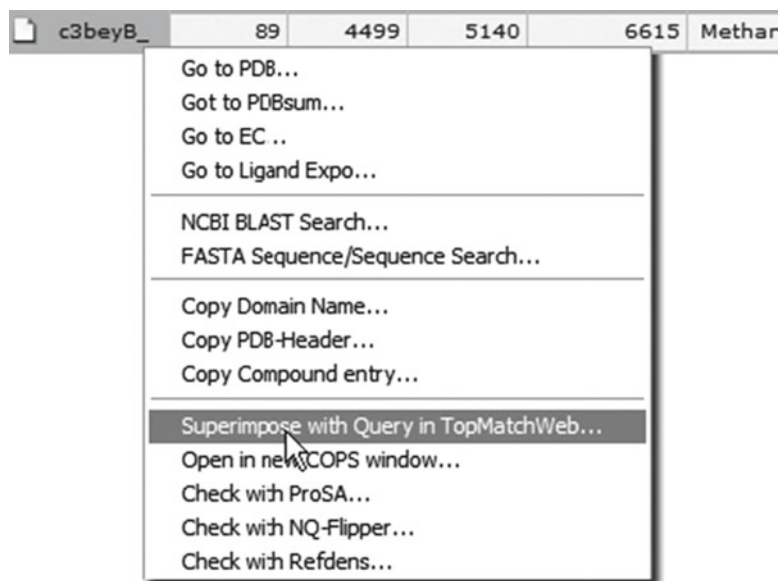 c3beyB_ 89 4499 5140 6615 Methar
Go to PDB...
Got to PDBsum...
Go to EC...
Go to Ligand Expo...
NCBI BLAST Search...
FASTA Sequence/Sequence Search...
Copy Domain Name...
Copy PDB-Header...
Copy Compound entry...
Superimpose with Query in TopMatchWeb...
Open in new COPS window...
Check with ProSA...
Check with NQ-Flipper...
Check with Refdens...